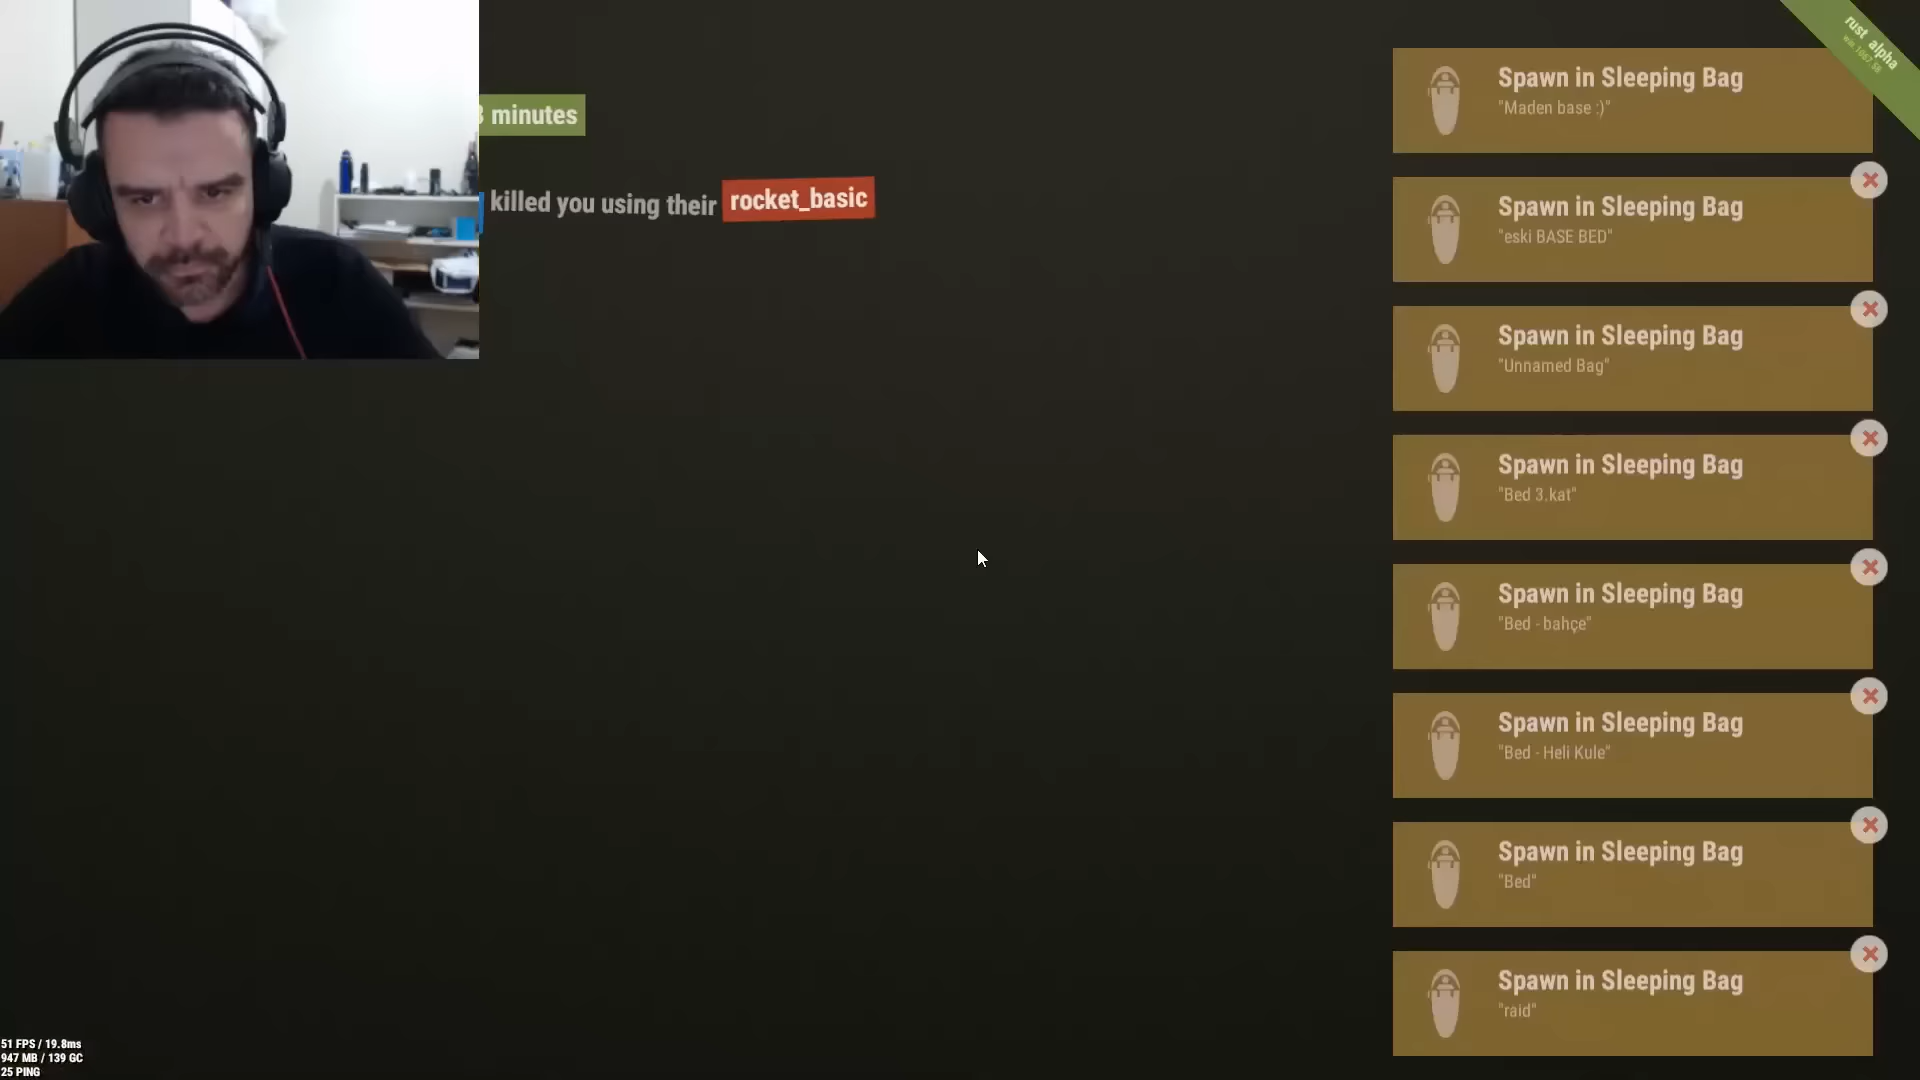 minutes
killed you using their rocket_basic
rust alpha
Spawn in Sleeping Bag
"Maden base :)"
Spawn in Sleeping Bag
"eski BASE BED"
Spawn in Sleeping Bag
"Unnamed Bag"
Spawn in Sleeping Bag
"Bed 3.kat"
Spawn in Sleeping Bag
"Bed - bahçe"
Spawn in Sleeping Bag
"Bed - Heli Kule"
Spawn in Sleeping Bag
"Bed"
Spawn in Sleeping Bag
"raid"
51 FPS / 19.8ms
947 MB / 139 GC
25 PING